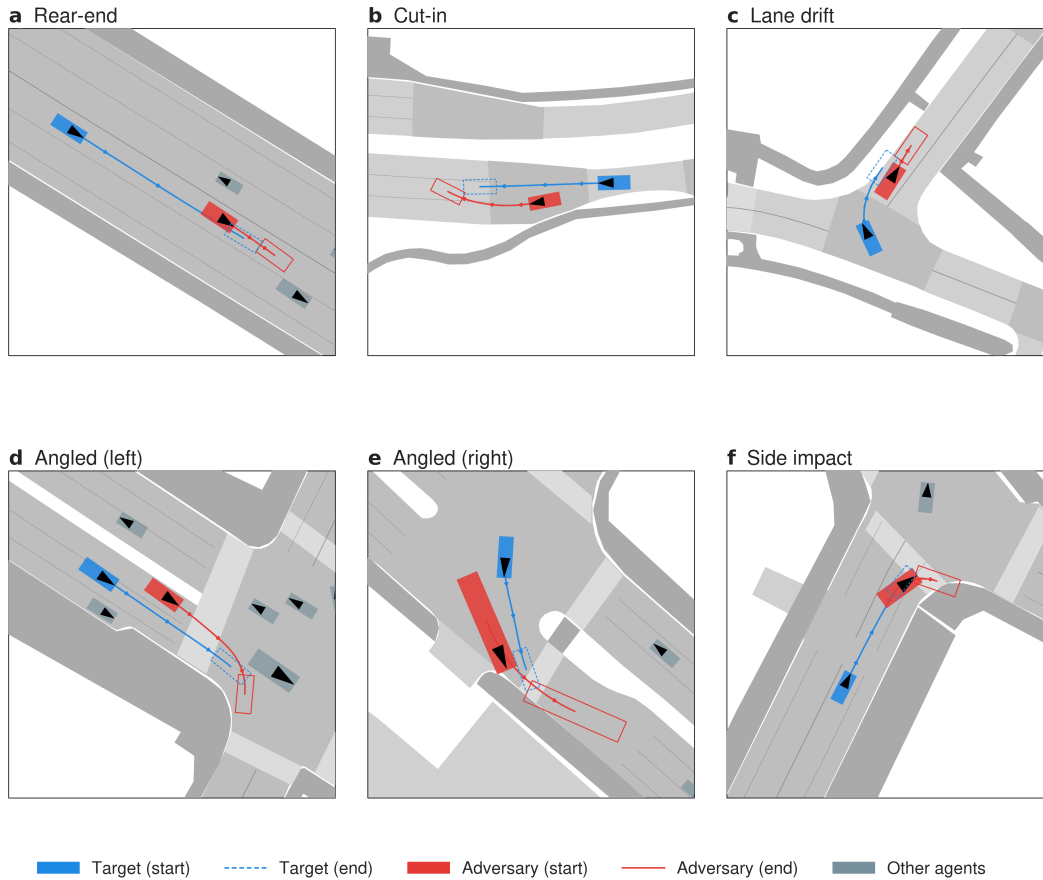 a Rear-end
b Cut-in
c Lane drift
d Angled (left)
e Angled (right)
f Side impact
Target (start)
Target (end)
Adversary (start)
Adversary (end)
Other agents